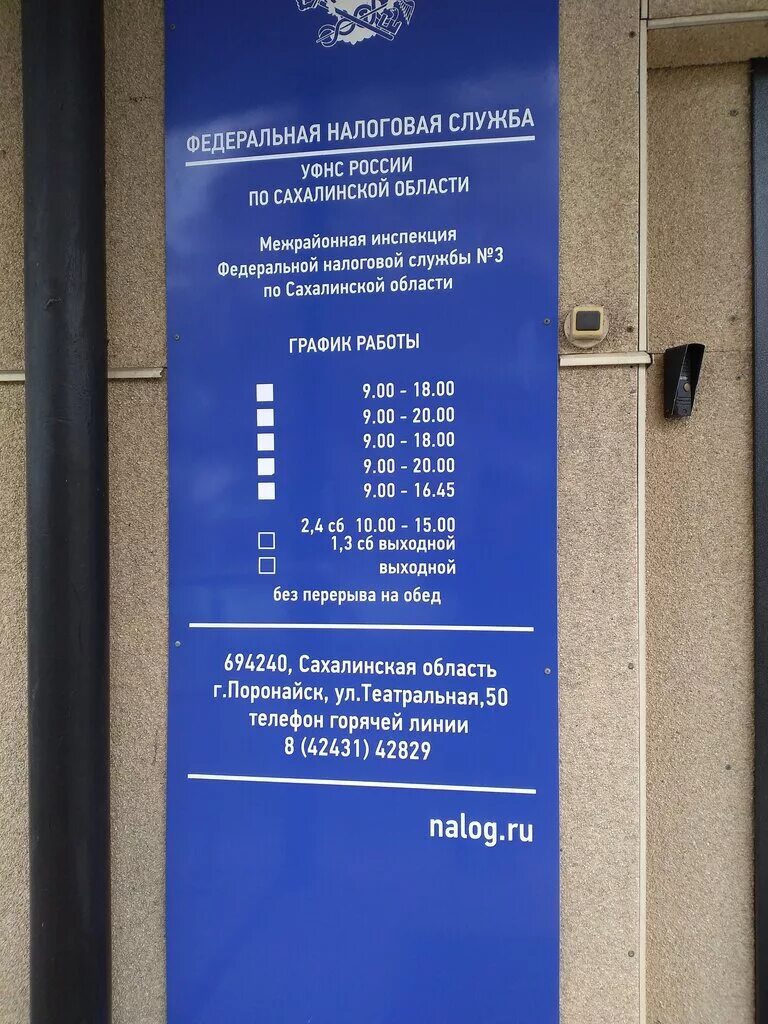 ФЕДЕРАЛЬНАЯ НАЛОГОВАЯ СЛУЖБА
УФНС РОССИИ
ПО САХАЛИНСКОЙ ОБЛАСТИ
Межрайонная инспекция
Федеральной налоговой службы №3
по Сахалинской области
ГРАФИК РАБОТЫ
9.00 - 18.00
9.00 - 20.00
9.00 - 18.00
9.00 - 20.00
9.00 - 16.45
2,4 сб 10.00 - 15.00
1,3 сб выходной
выходной
без перерыва на обед
694240, Сахалинская область
г.Поронайск, ул.Театральная,50
телефон горячей линии
8 (42431) 42829
nalog.ru